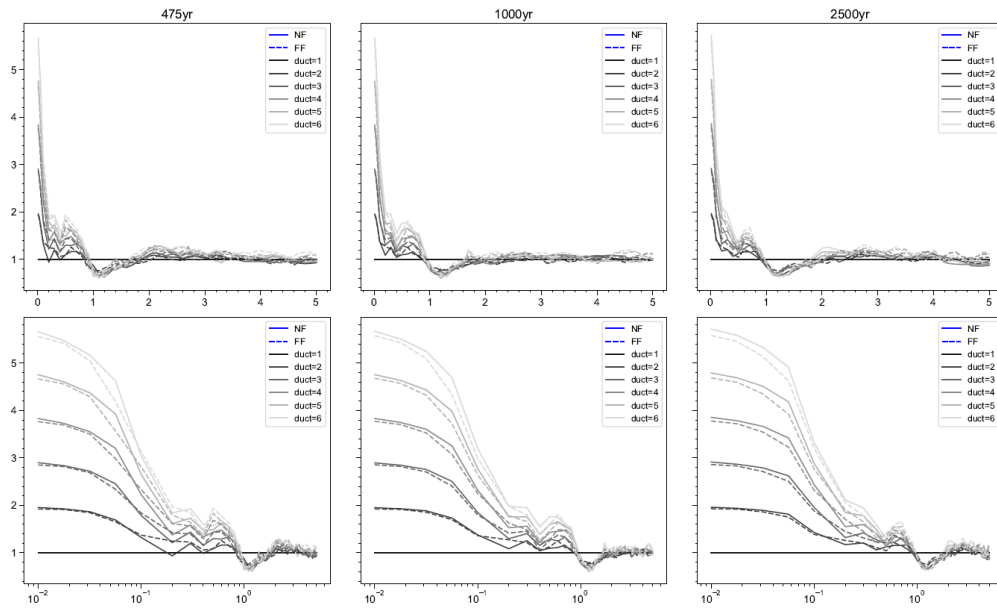 475yr
1000yr
2500yr
5
4
3
2
1
0 1 2 3 4 5
NF
FF
duct=1
duct=2
duct=3
duct=4
duct=5
duct=6
0 1 2 3 4 5
NF
FF
duct=1
duct=2
duct=3
duct=4
duct=5
duct=6
0 1 2 3 4 5
NF
FF
duct=1
duct=2
duct=3
duct=4
duct=5
duct=6
5
4
3
2
1
10⁻² 10⁻¹ 10⁰
NF
FF
duct=1
duct=2
duct=3
duct=4
duct=5
duct=6
10⁻² 10⁻¹ 10⁰
NF
FF
duct=1
duct=2
duct=3
duct=4
duct=5
duct=6
10⁻² 10⁻¹ 10⁰
NF
FF
duct=1
duct=2
duct=3
duct=4
duct=5
duct=6